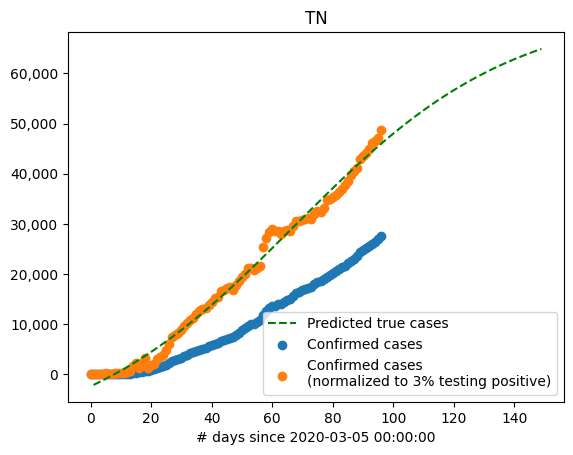 TN
60,000
50,000
40,000
30,000
20,000
10,000
0
Predicted true cases
Confirmed cases
Confirmed cases
(normalized to 3% testing positive)
0 20 40 60 80 100 120 140
# days since 2020-03-05 00:00:00